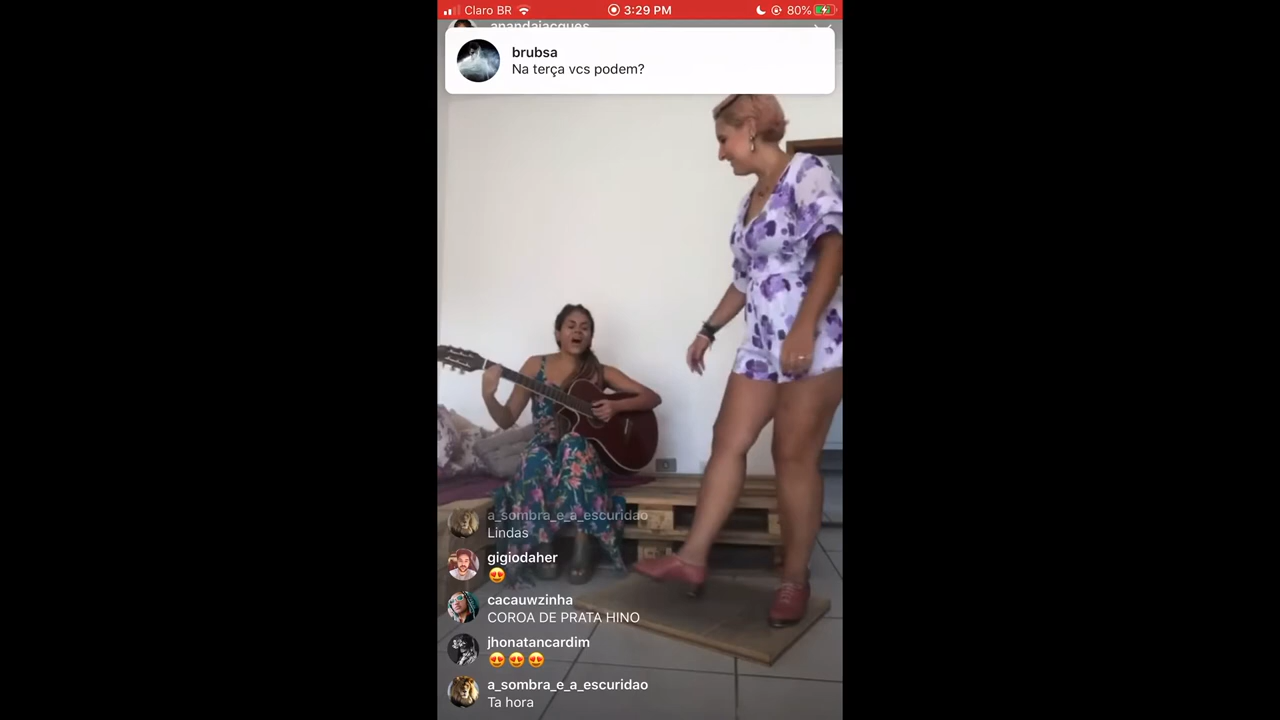 Claro BR
3:29 PM
80%
anandajacques
brubsa
Na terça vcs podem?
a_sombra_e_a_escuridao
Lindas
gigiodaher
😍
cacauwzinha
COROA DE PRATA HINO
jhonatancardim
😍😍😍
a_sombra_e_a_escuridao
Ta hora